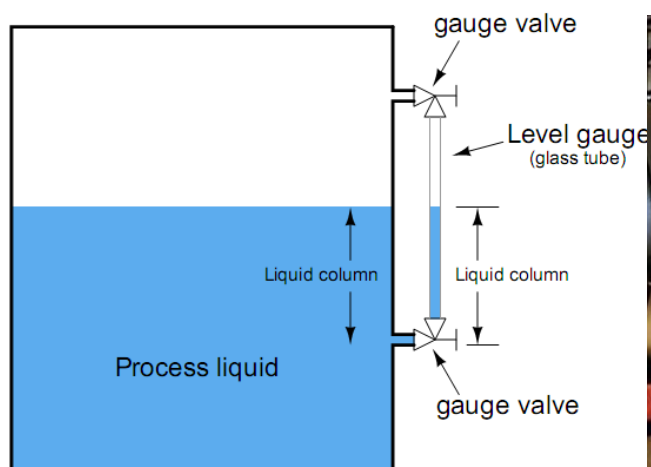 gauge valve
Level gauge
(glass tube)
Liquid column
Liquid column
Process liquid
gauge valve